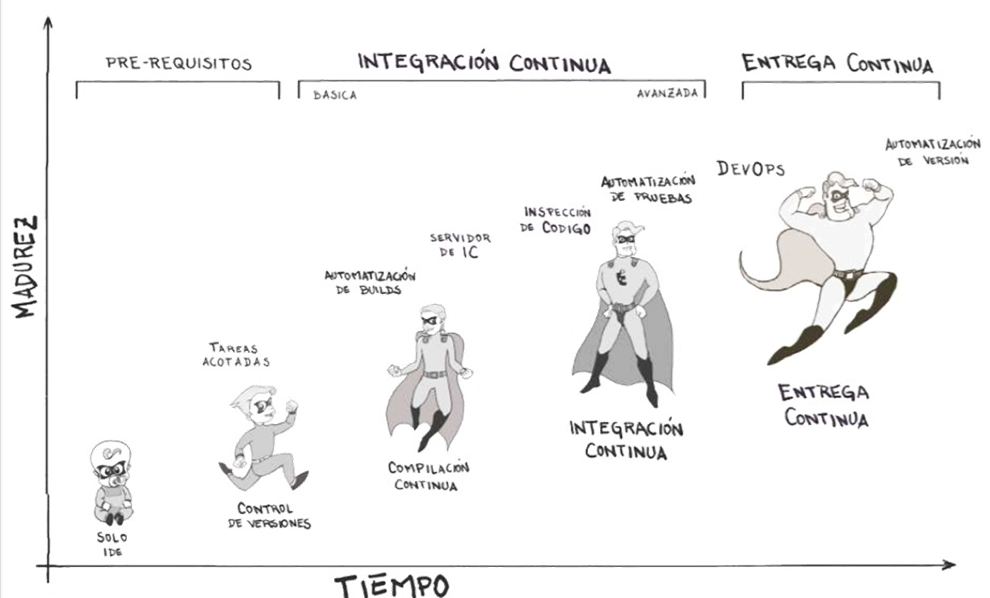 PRE-REQUISITOS
INTEGRACIÓN CONTINUA
ENTREGA CONTINUA
BASICA
AVANZADA
AUTOMATIZACIÓN
DE VERSIÓN
DEVOPS
AUTOMATIZACIÓN
DE PRUEBAS
INSPECCIÓN
DE CODIGO
SERVIDOR
DE IC
AUTOMATIZACIÓN
DE BUILDS
TAREAS
ACOTADAS
MADUREZ
ENTREGA
CONTINUA
INTEGRACIÓN
CONTINUA
COMPILACIÓN
CONTINUA
CONTROL
DE VERSIONES
SOLO
IDE
TIEMPO